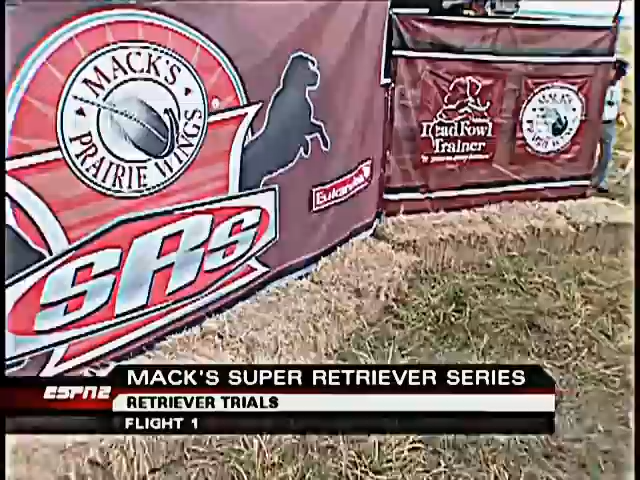 MACK'S
PRAIRIE WINGS
®
SRS
Eukanuba
DeadFowl
Trainer
ESPN2
MACK'S SUPER RETRIEVER SERIES
RETRIEVER TRIALS
FLIGHT 1